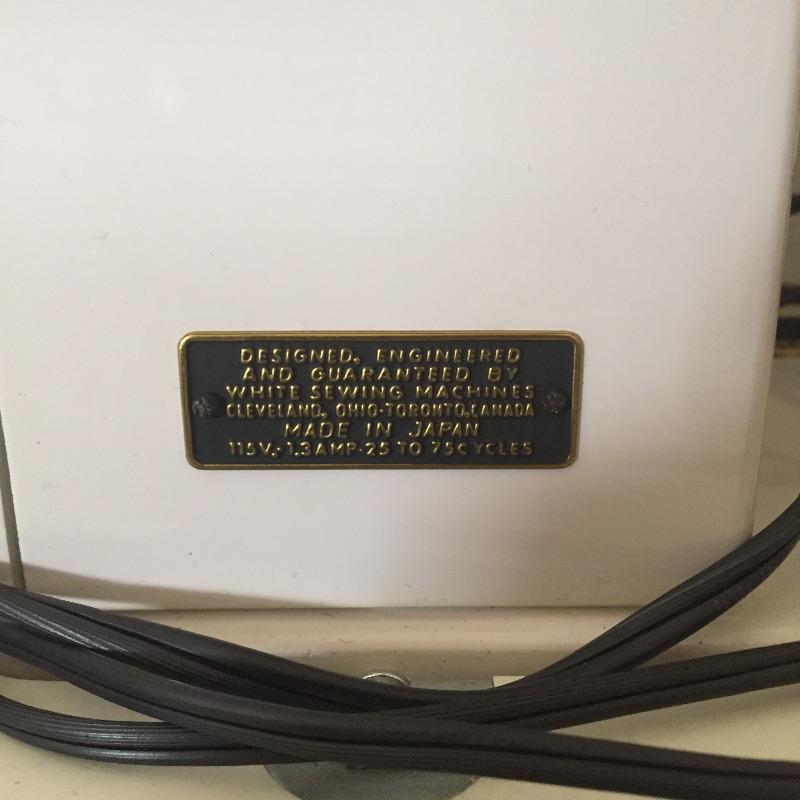 DESIGNED, ENGINEERED
AND GUARANTEED BY
WHITE SEWING MACHINES
CLEVELAND, OHIO·TORONTO, CANADA
MADE IN JAPAN
115V.·1.3AMP·25 TO 75CYCLES